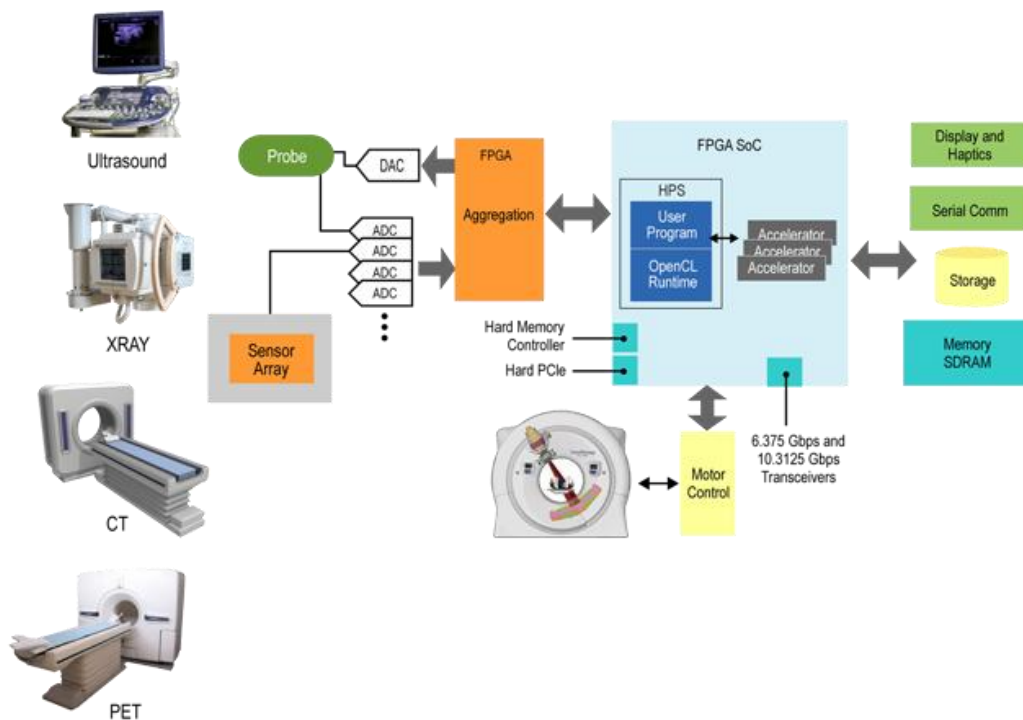 Ultrasound
XRAY
CT
PET
Probe
DAC
ADC
ADC
ADC
ADC
Sensor
Array
FPGA
Aggregation
FPGA SoC
HPS
User
Program
OpenCL
Runtime
Accelerator
Accelerator
Accelerator
Hard Memory
Controller
Hard PCIe
6.375 Gbps and
10.3125 Gbps
Transceivers
Motor
Control
Display and
Haptics
Serial Comm
Storage
Memory
SDRAM